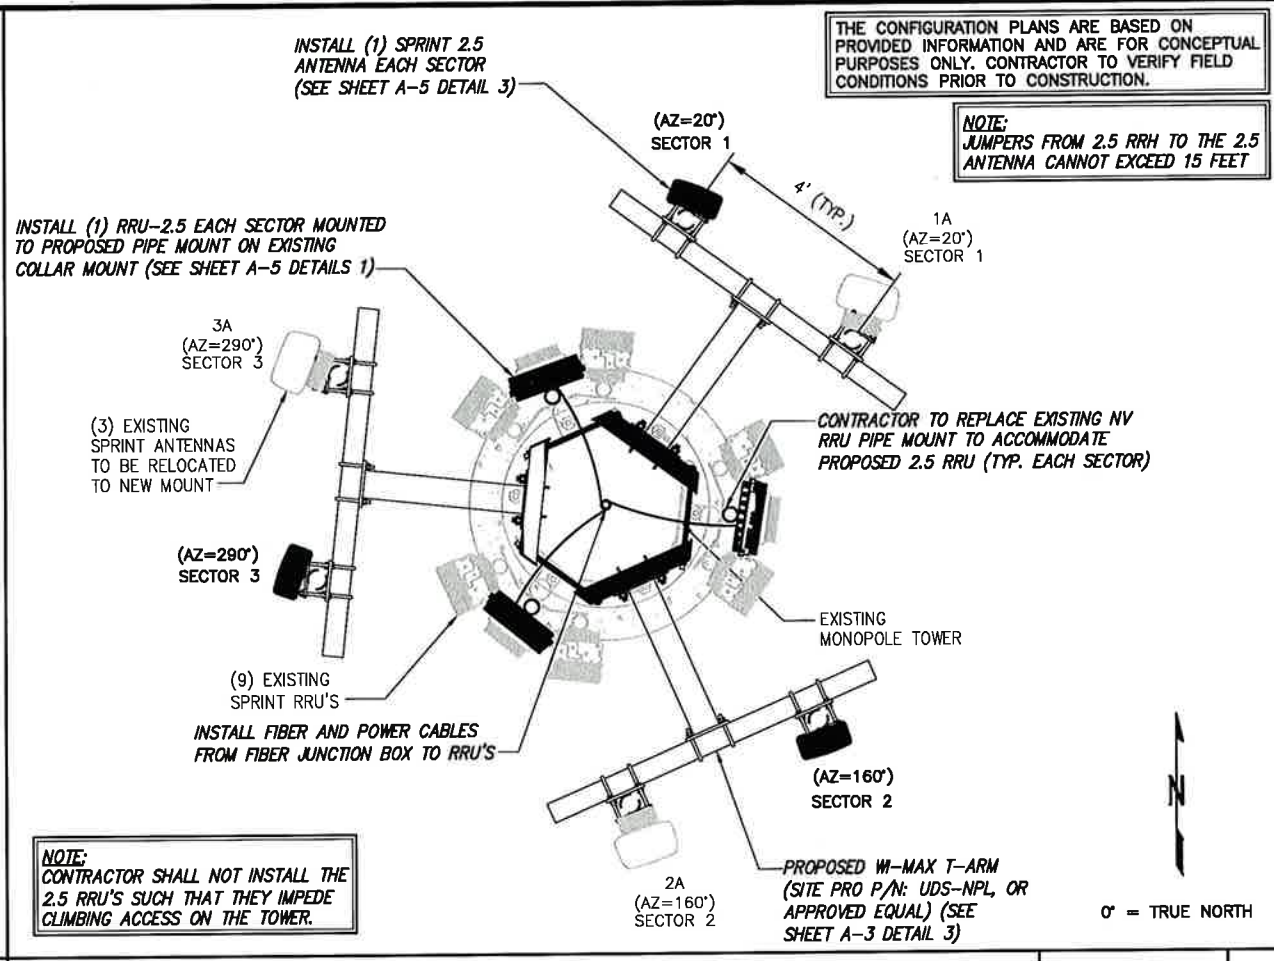 INSTALL (1) SPRINT 2.5
ANTENNA EACH SECTOR
(SEE SHEET A-5 DETAIL 3)
THE CONFIGURATION PLANS ARE BASED ON
PROVIDED INFORMATION AND ARE FOR CONCEPTUAL
PURPOSES ONLY. CONTRACTOR TO VERIFY FIELD
CONDITIONS PRIOR TO CONSTRUCTION.
NOTE:
JUMPERS FROM 2.5 RRH TO THE 2.5
ANTENNA CANNOT EXCEED 15 FEET
(AZ=20°)
SECTOR 1
4' (TYP.)
1A
(AZ=20°)
SECTOR 1
INSTALL (1) RRU-2.5 EACH SECTOR MOUNTED
TO PROPOSED PIPE MOUNT ON EXISTING
COLLAR MOUNT (SEE SHEET A-5 DETAILS 1)
3A
(AZ=290°)
SECTOR 3
(3) EXISTING
SPRINT ANTENNAS
TO BE RELOCATED
TO NEW MOUNT
CONTRACTOR TO REPLACE EXISTING NV
RRU PIPE MOUNT TO ACCOMMODATE
PROPOSED 2.5 RRU (TYP. EACH SECTOR)
(AZ=290°)
SECTOR 3
EXISTING
MONOPOLE TOWER
(9) EXISTING
SPRINT RRU'S
INSTALL FIBER AND POWER CABLES
FROM FIBER JUNCTION BOX TO RRU'S
(AZ=160°)
SECTOR 2
NOTE:
CONTRACTOR SHALL NOT INSTALL THE
2.5 RRU'S SUCH THAT THEY IMPEDE
CLIMBING ACCESS ON THE TOWER.
2A
(AZ=160°)
SECTOR 2
PROPOSED WI-MAX T-ARM
(SITE PRO P/N: UDS-NPL, OR
APPROVED EQUAL) (SEE
SHEET A-3 DETAIL 3)
N
0° = TRUE NORTH